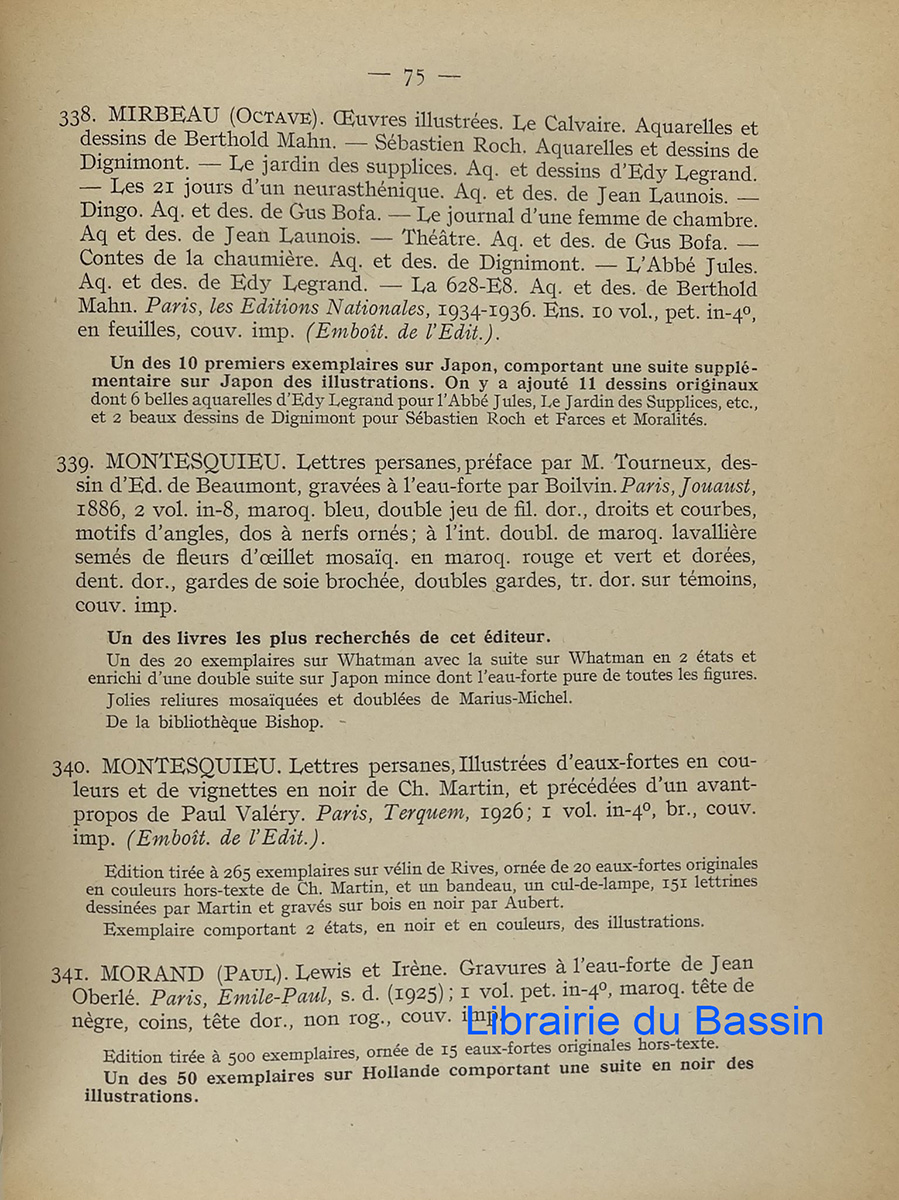 — 75 —
338. MIRBEAU (OCTAVE). Œuvres illustrées. Le Calvaire. Aquarelles et
dessins de Berthold Mahn. — Sébastien Roch. Aquarelles et dessins de
Dignimont. — Le jardin des supplices. Aq. et dessins d'Edy Legrand.
— Les 21 jours d'un neurasthénique. Aq. et des. de Jean Launois. —
Dingo. Aq. et des. de Gus Bofa. — Le journal d'une femme de chambre.
Aq et des. de Jean Launois. — Théâtre. Aq. et des. de Gus Bofa. —
Contes de la chaumière. Aq. et des. de Dignimont. — L'Abbé Jules.
Aq. et des. de Edy Legrand. — La 628-E8. Aq. et des. de Berthold
Mahn. Paris, les Editions Nationales, 1934-1936. Ens. 10 vol., pet. in-4º,
en feuilles, couv. imp. (Emboît. de l'Edit.).
Un des 10 premiers exemplaires sur Japon, comportant une suite supplé-
mentaire sur Japon des illustrations. On y a ajouté 11 dessins originaux
dont 6 belles aquarelles d'Edy Legrand pour l'Abbé Jules, Le Jardin des Supplices, etc.,
et 2 beaux dessins de Dignimont pour Sébastien Roch et Farces et Moralités.
339. MONTESQUIEU. Lettres persanes, préface par M. Tourneux, des-
sin d'Ed. de Beaumont, gravées à l'eau-forte par Boilvin. Paris, Jouaust,
1886, 2 vol. in-8, maroq. bleu, double jeu de fil. dor., droits et courbes,
motifs d'angles, dos à nerfs ornés; à l'int. doubl. de maroq. lavallière
semés de fleurs d'œillet mosaïq. en maroq. rouge et vert et dorées,
dent. dor., gardes de soie brochée, doubles gardes, tr. dor. sur témoins,
couv. imp.
Un des livres les plus recherchés de cet éditeur.
Un des 20 exemplaires sur Whatman avec la suite sur Whatman en 2 états et
enrichi d'une double suite sur Japon mince dont l'eau-forte pure de toutes les figures.
Jolies reliures mosaïquées et doublées de Marius-Michel.
De la bibliothèque Bishop.
340. MONTESQUIEU. Lettres persanes, Illustrées d'eaux-fortes en cou-
leurs et de vignettes en noir de Ch. Martin, et précédées d'un avant-
propos de Paul Valéry. Paris, Terquem, 1926; 1 vol. in-4º, br., couv.
imp. (Emboît. de l'Edit.).
Edition tirée à 265 exemplaires sur vélin de Rives, ornée de 20 eaux-fortes originales
en couleurs hors-texte de Ch. Martin, et un bandeau, un cul-de-lampe, 151 lettrines
dessinées par Martin et gravés sur bois en noir par Aubert.
Exemplaire comportant 2 états, en noir et en couleurs, des illustrations.
341. MORAND (PAUL). Lewis et Irène. Gravures à l'eau-forte de Jean
Oberlé. Paris, Emile-Paul, s. d. (1925); 1 vol. pet. in-4º, maroq. tête de
nègre, coins, tête dor., non rog., couv. imp.
Librairie du Bassin
Edition tirée à 500 exemplaires, ornée de 15 eaux-fortes originales hors-texte.
Un des 50 exemplaires sur Hollande comportant une suite en noir des
illustrations.